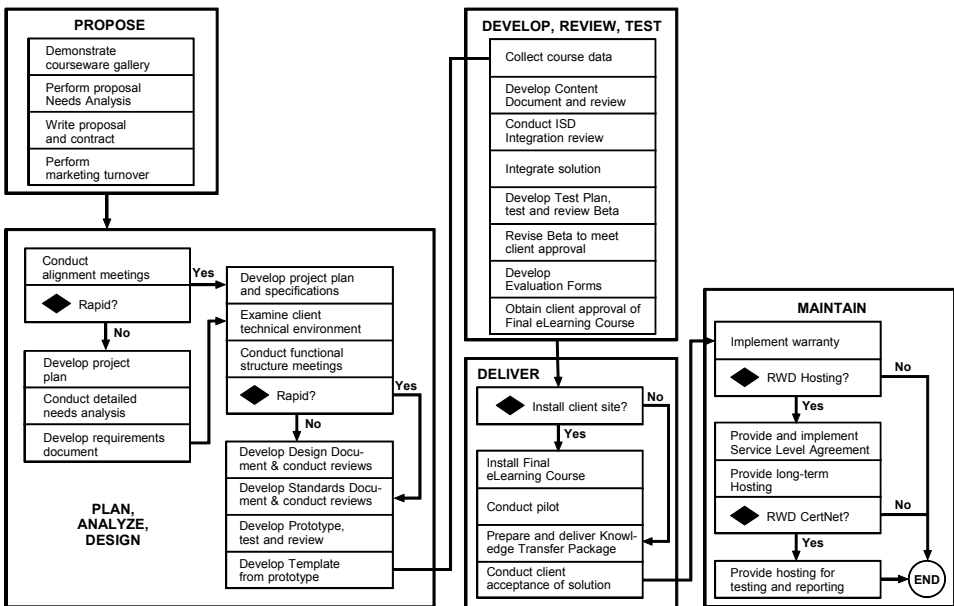 PROPOSE
Demonstrate
courseware gallery
Perform proposal
Needs Analysis
Write proposal
and contract
Perform
marketing turnover
Conduct
alignment meetings
Rapid?
Yes
No
Develop project
plan
Conduct detailed
needs analysis
Develop requirements
document
PLAN,
ANALYZE,
DESIGN
Develop project plan
and specifications
Examine client
technical environment
Conduct functional
structure meetings
Rapid?
Yes
No
Develop Design Docu-
ment & conduct reviews
Develop Standards Docu-
ment & conduct reviews
Develop Prototype,
test and review
Develop Template
from prototype
DEVELOP, REVIEW, TEST
Collect course data
Develop Content
Document and review
Conduct ISD
Integration review
Integrate solution
Develop Test Plan,
test and review Beta
Revise Beta to meet
client approval
Develop
Evaluation Forms
Obtain client approval of
Final eLearning Course
DELIVER
Install client site?
No
Yes
Install Final
eLearning Course
Conduct pilot
Prepare and deliver Knowl-
edge Transfer Package
Conduct client
acceptance of solution
MAINTAIN
Implement warranty
RWD Hosting?
No
Yes
Provide and implement
Service Level Agreement
Provide long-term
Hosting
RWD CertNet?
No
Yes
Provide hosting for
testing and reporting
END